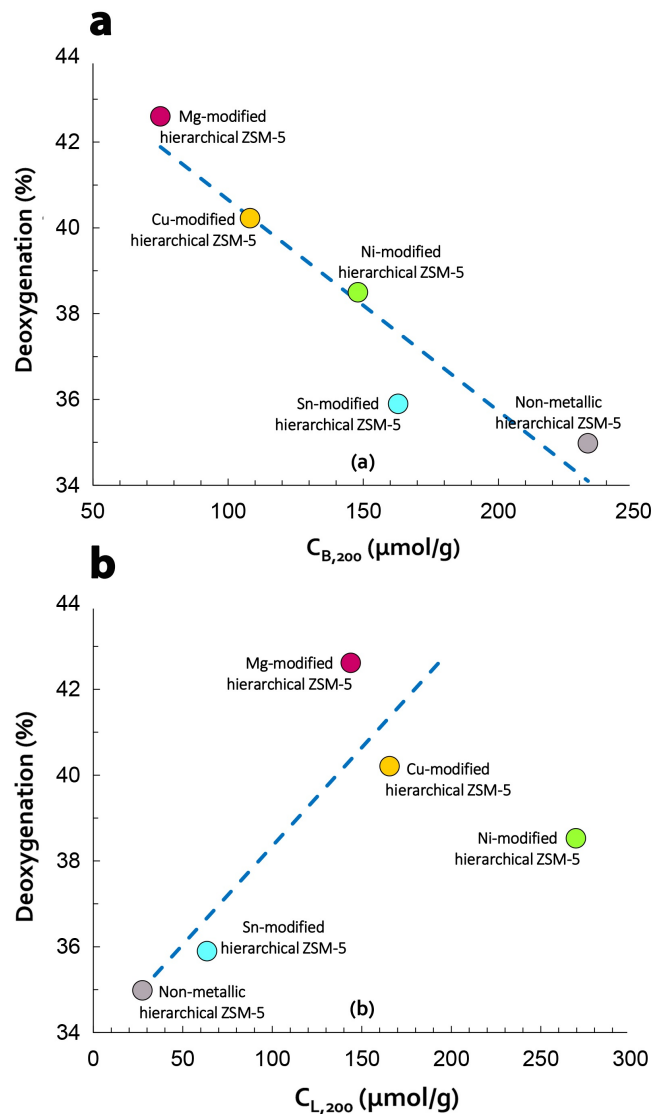 a
44
42
40
38
36
34
Deoxygenation (%)
Mg-modified
hierarchical ZSM-5
Cu-modified
hierarchical ZSM-5
Ni-modified
hierarchical ZSM-5
Sn-modified
hierarchical ZSM-5
Non-metallic
hierarchical ZSM-5
(a)
50 100 150 200 250
C_B,200 (µmol/g)
b
44
42
40
38
36
34
Deoxygenation (%)
Mg-modified
hierarchical ZSM-5
Cu-modified
hierarchical ZSM-5
Ni-modified
hierarchical ZSM-5
Sn-modified
hierarchical ZSM-5
Non-metallic
hierarchical ZSM-5
(b)
0 50 100 150 200 250 300
C_L,200 (µmol/g)